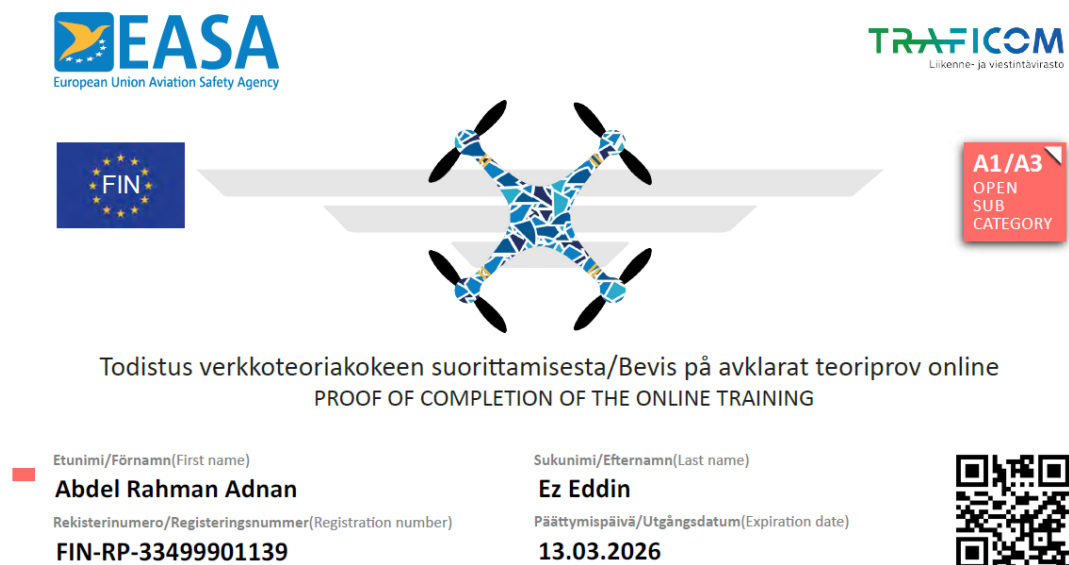 EASA
European Union Aviation Safety Agency
TRAFICOM
Liikenne- ja viestintävirasto
FIN
A1/A3
OPEN
SUB
CATEGORY
Todistus verkkoteoriakokeen suorittamisesta/Bevis på avklarat teoriprov online
PROOF OF COMPLETION OF THE ONLINE TRAINING
Etunimi/Förnamn(First name)
Abdel Rahman Adnan
Sukunimi/Efternamn(Last name)
Ez Eddin
Rekisterinumero/Registeringsnummer(Registration number)
FIN-RP-33499901139
Päättymispäivä/Utgångsdatum(Expiration date)
13.03.2026